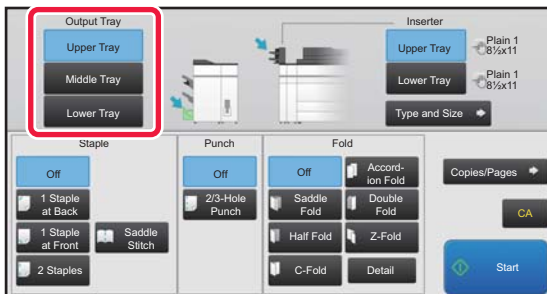 Output Tray
Upper Tray
Middle Tray
Lower Tray
Inserter
Upper Tray
Plain 1
8½x11
Lower Tray
Plain 1
8½x11
Type and Size
Staple
Off
1 Staple
at Back
1 Staple
at Front
Saddle
Stitch
2 Staples
Punch
Off
2/3-Hole
Punch
Fold
Off
Accord-
ion Fold
Saddle
Fold
Double
Fold
Half Fold
Z-Fold
C-Fold
Detail
Copies/Pages
CA
Start